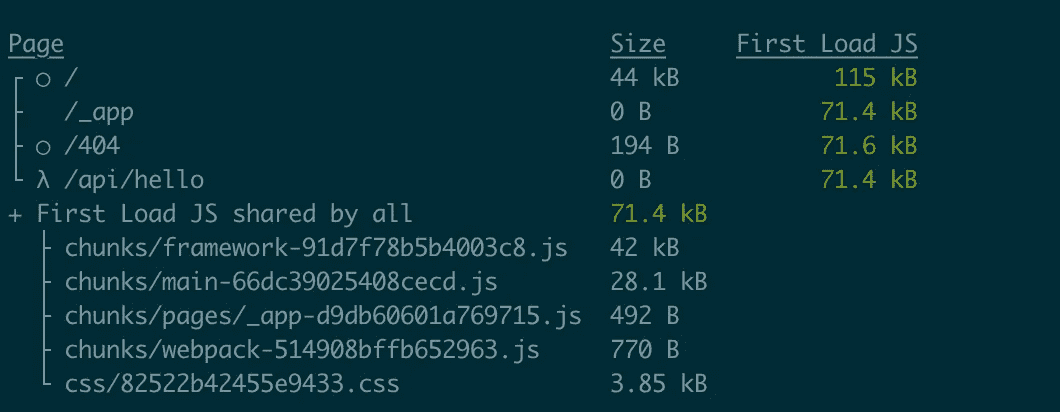 Page Size First Load JS
┌ ○ / 44 kB 115 kB
├   /_app 0 B 71.4 kB
├ ○ /404 194 B 71.6 kB
└ λ /api/hello 0 B 71.4 kB
+ First Load JS shared by all 71.4 kB
├ chunks/framework-91d7f78b5b4003c8.js 42 kB
├ chunks/main-66dc39025408cecd.js 28.1 kB
├ chunks/pages/_app-d9db60601a769715.js 492 B
├ chunks/webpack-514908bffb652963.js 770 B
└ css/82522b42455e9433.css 3.85 kB